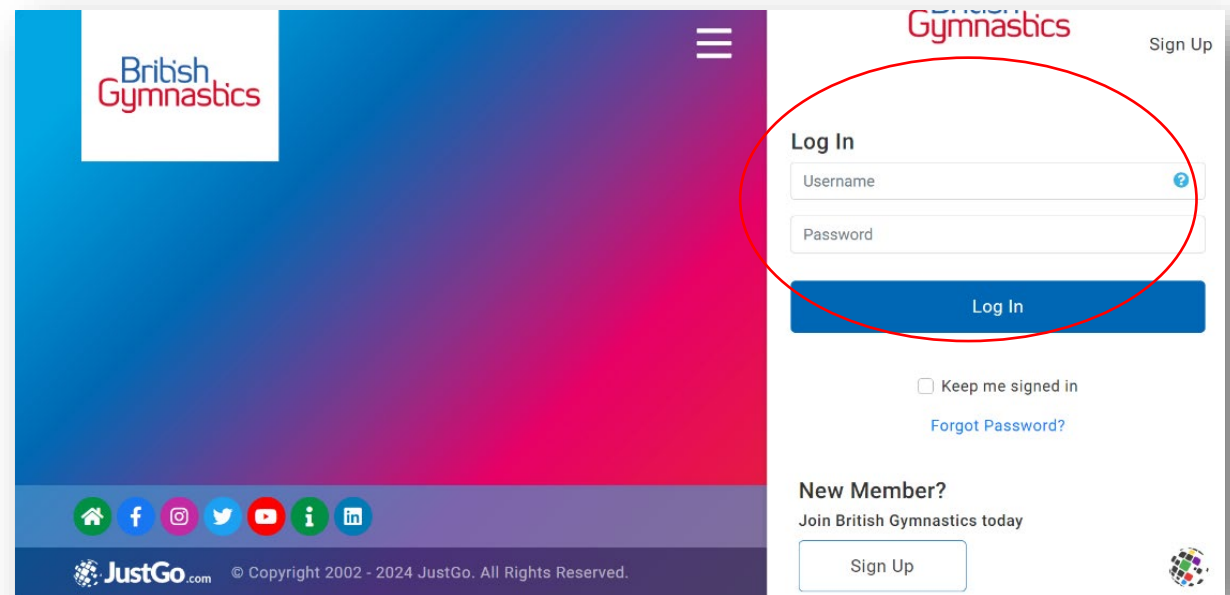 British
Gymnastics
Gymnastics
Sign Up
Log In
Username
Password
Log In
Keep me signed in
Forgot Password?
New Member?
Join British Gymnastics today
Sign Up
JustGo.com © Copyright 2002 - 2024 JustGo. All Rights Reserved.